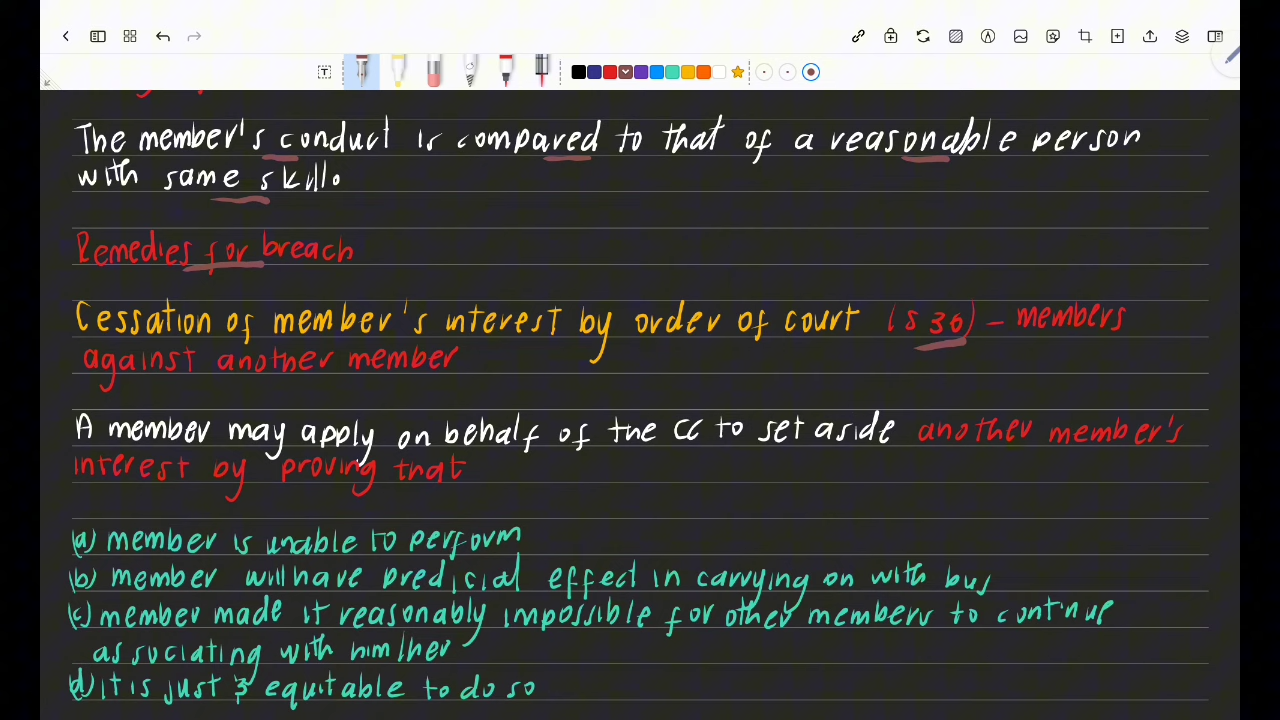 The member's conduct is compared to that of a reasonable person
with same skill.
Remedies for breach
Cessation of member's interest by order of court (s 36) – members
against another member
A member may apply on behalf of the CC to set aside another member's
interest by proving that
(a) member is unable to perform
(b) member will have predicial effect in carrying on with bus
(c) member made it reasonably impossible for other members to continue
associating with him/her
(d) it is just & equitable to do so